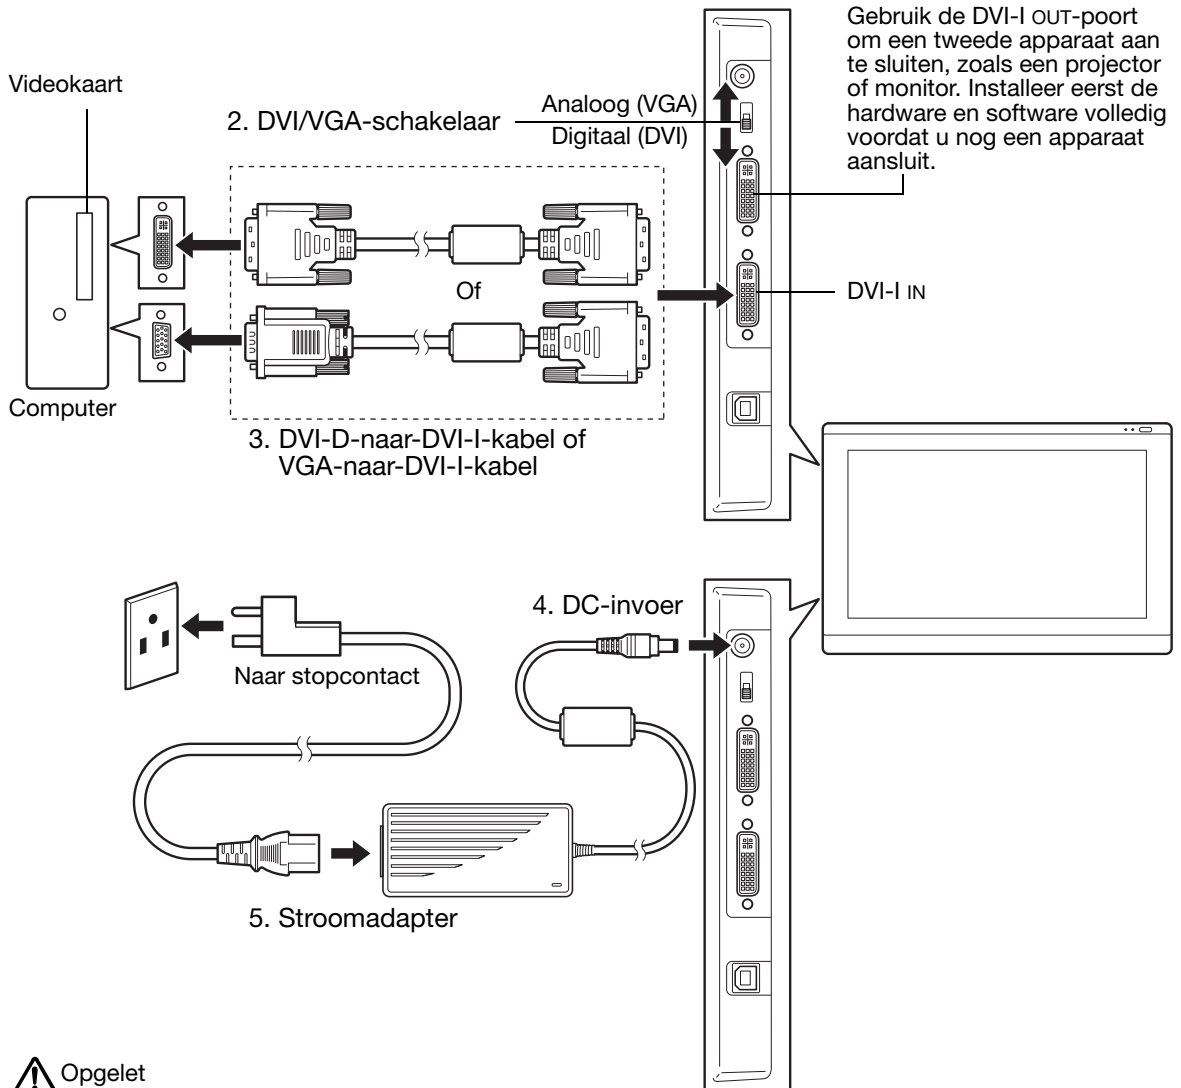 Gebruik de DVI-I OUT-poort
om een tweede apparaat aan
te sluiten, zoals een projector
of monitor. Installeer eerst de
hardware en software volledig
voordat u nog een apparaat
aansluit.
Videokaart
2. DVI/VGA-schakelaar
Analoog (VGA)
Digitaal (DVI)
Of
DVI-I IN
Computer
3. DVI-D-naar-DVI-I-kabel of
VGA-naar-DVI-I-kabel
4. DC-invoer
Naar stopcontact
5. Stroomadapter
Opgelet